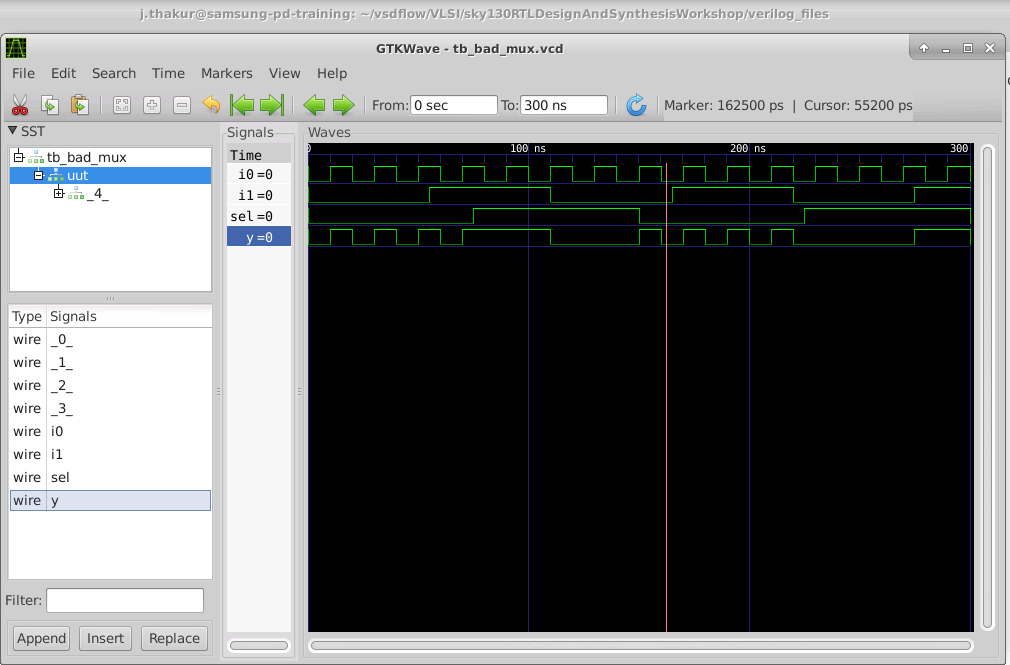 j.thakur@samsung-pd-training: ~/vsdflow/VLSI/sky130RTLDesignAndSynthesisWorkshop/verilog_files
GTKWave - tb_bad_mux.vcd
File Edit Search Time Markers View Help
From: 0 sec To: 300 ns Marker: 162500 ps | Cursor: 55200 ps
SST
tb_bad_mux
uut
_4_
Type Signals
wire _0_
wire _1_
wire _2_
wire _3_
wire i0
wire i1
wire sel
wire y
Filter:
Append Insert Replace
Signals
Time
i0 =0
i1 =0
sel =0
y =0
Waves
0 100 ns 200 ns 300